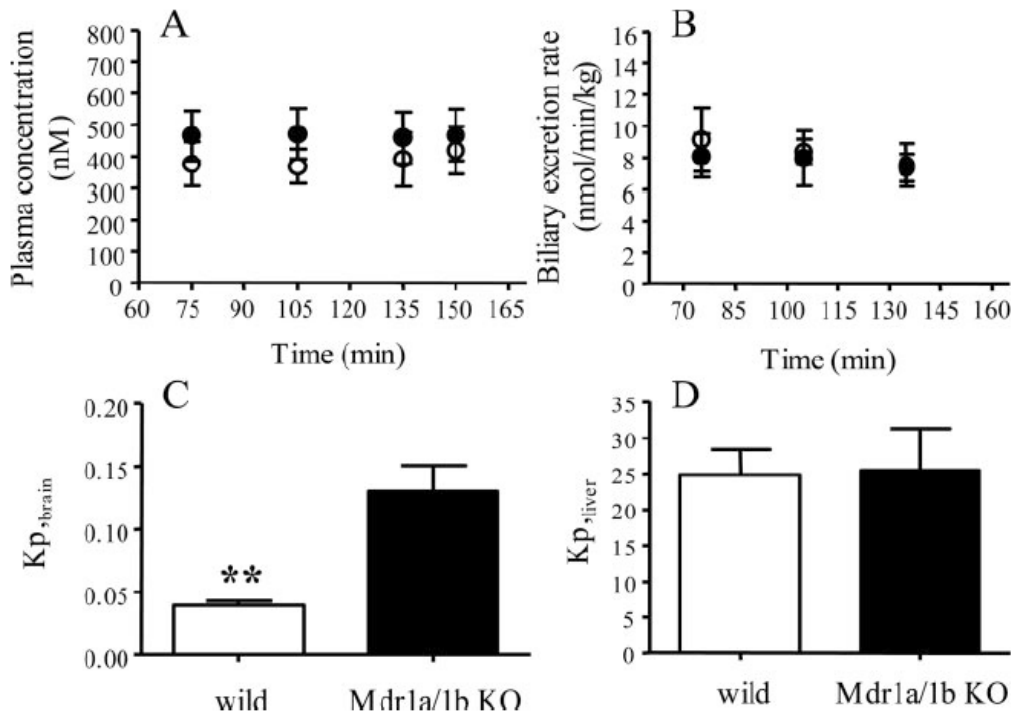 A
Plasma concentration
(nM)
800
700
600
500
400
300
200
100
0
60 75 90 105 120 135 150 165
Time (min)
B
Biliary excretion rate
(nmol/min/kg)
16
14
12
10
8
6
4
2
0
70 85 100 115 130 145 160
Time (min)
C
Kp,brain
0.20
0.15
0.10
0.05
0.00
**
wild Mdr1a/1b KO
D
Kp,liver
35
30
25
20
15
10
5
0
wild Mdr1a/1b KO